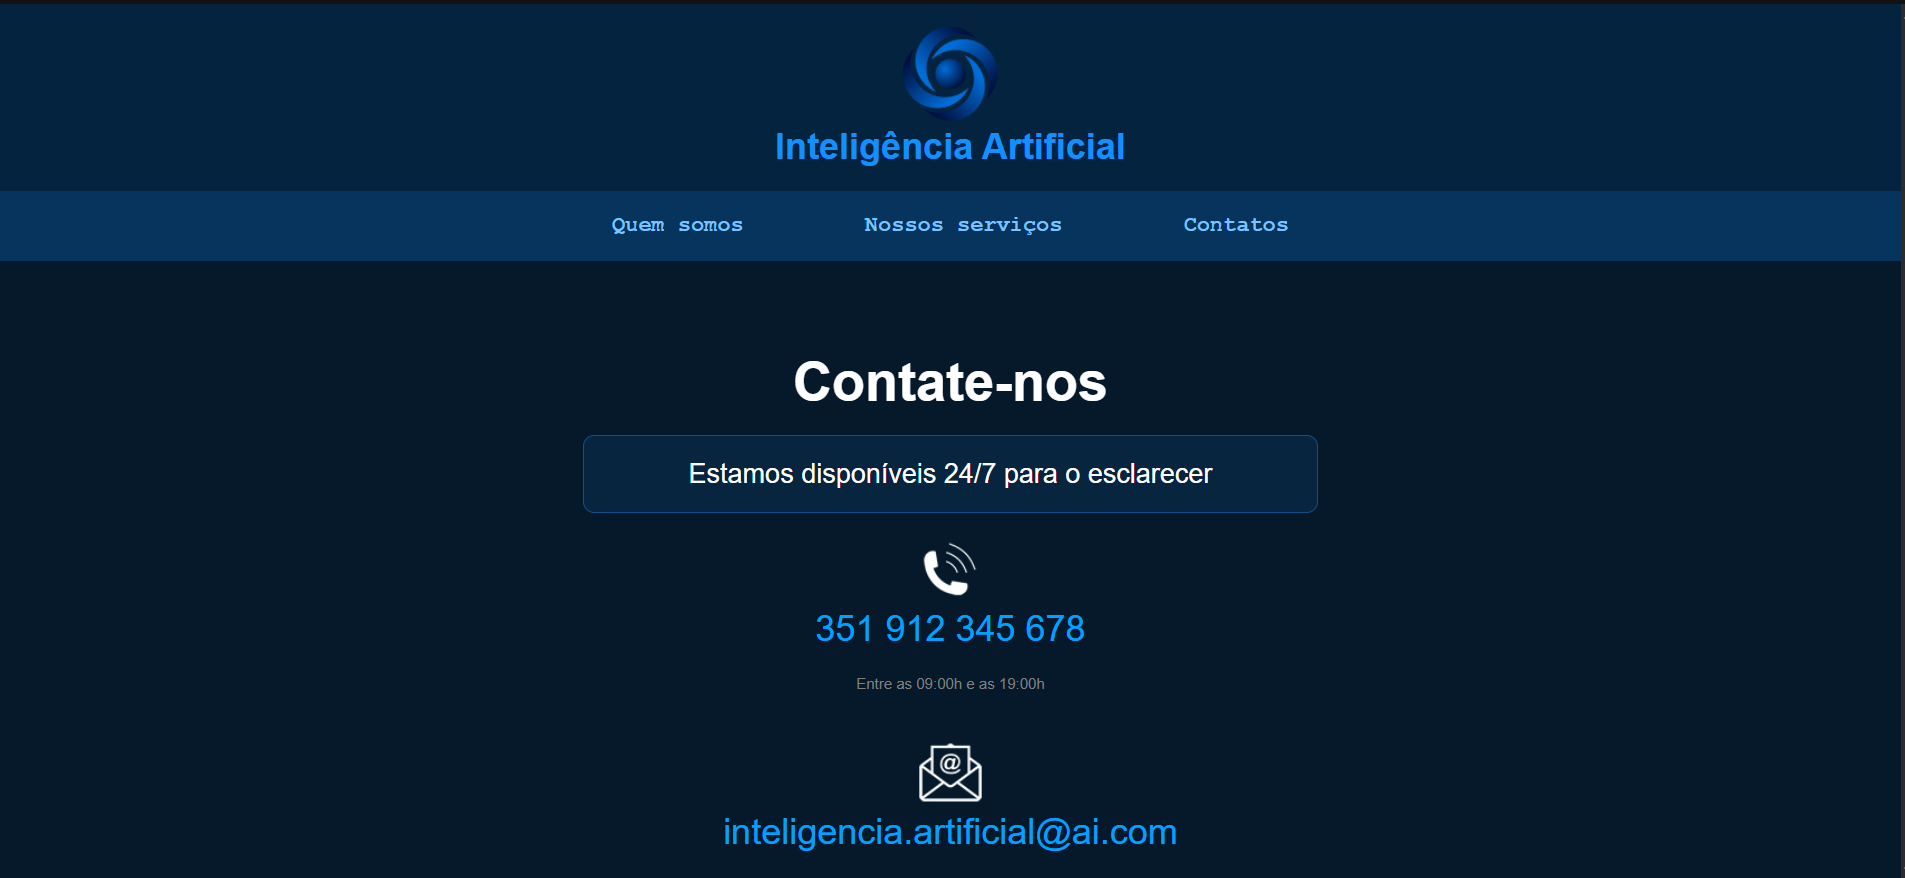 Inteligência Artificial
Quem somos Nossos serviços Contatos
Contate-nos
Estamos disponíveis 24/7 para o esclarecer
351 912 345 678
Entre as 09:00h e as 19:00h
@
inteligencia.artificial@ai.com